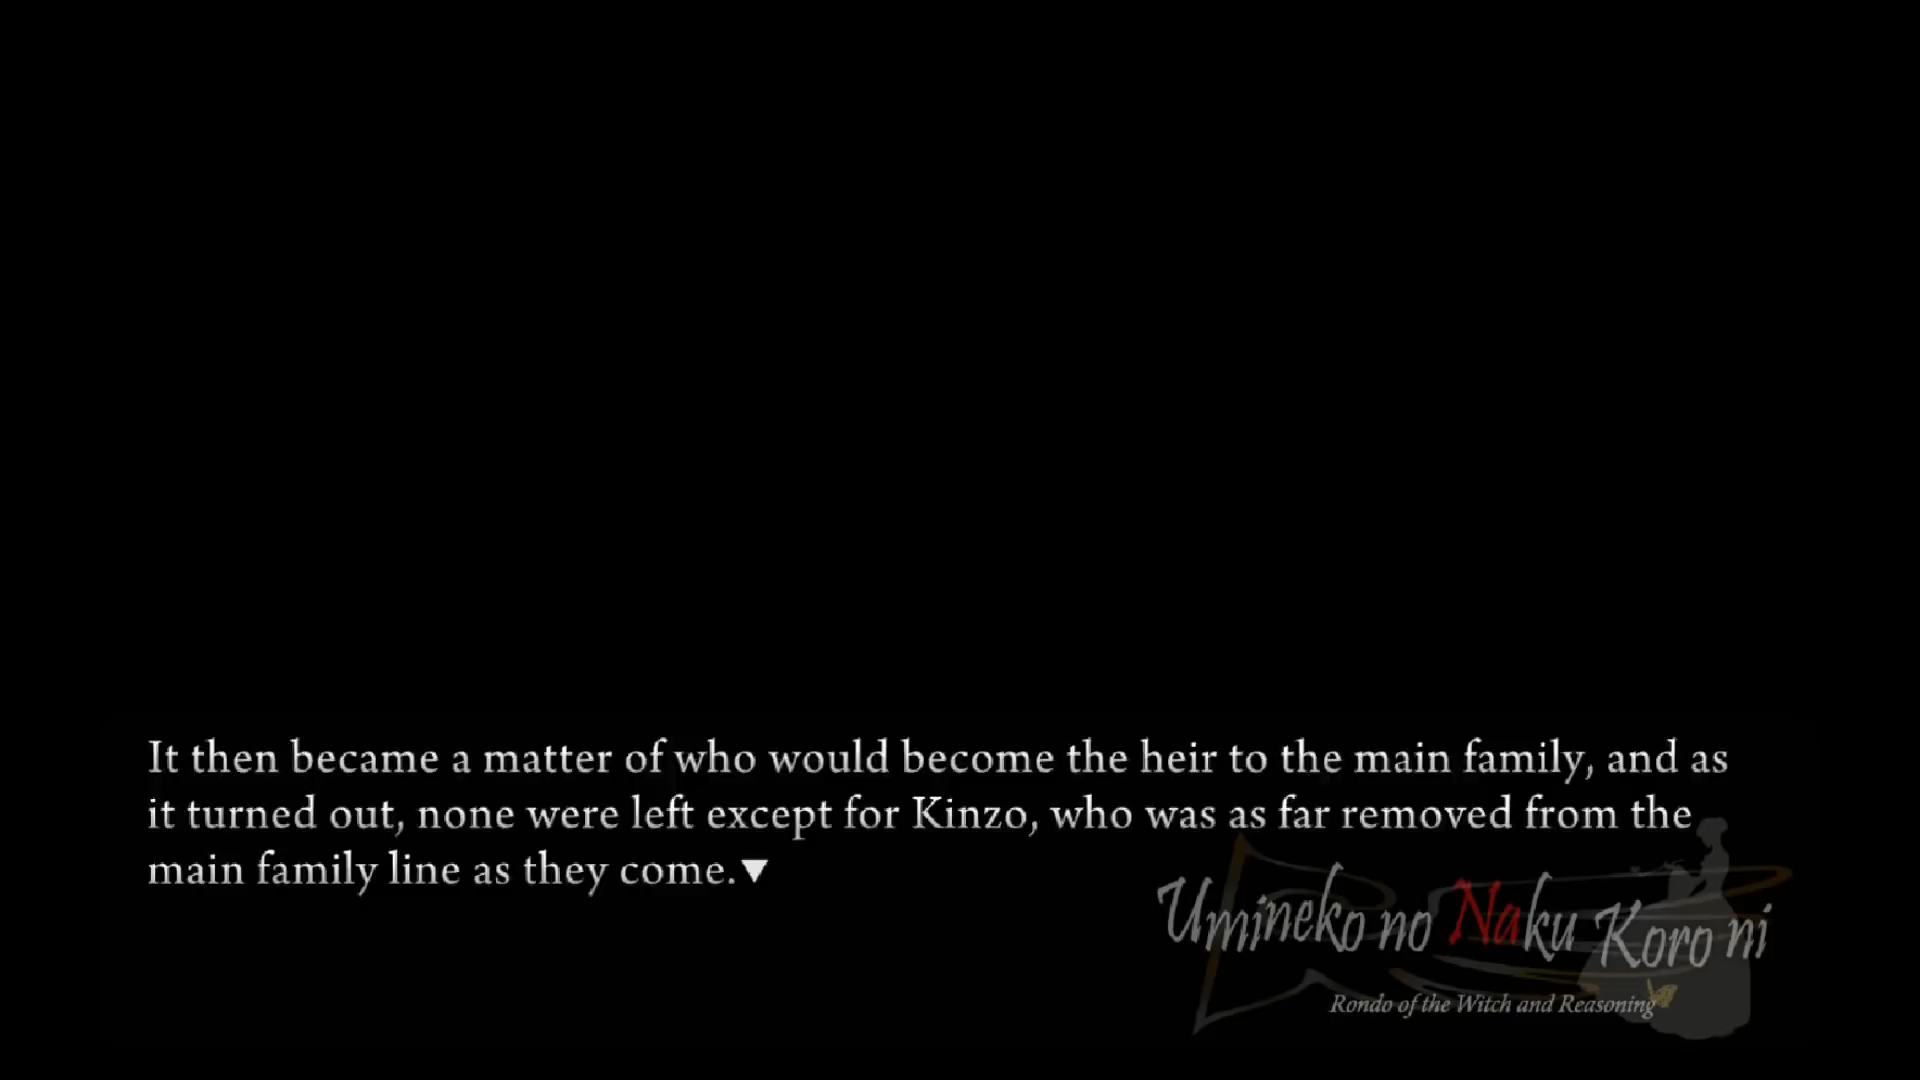 It then became a matter of who would become the heir to the main family, and as
it turned out, none were left except for Kinzo, who was as far removed from the
main family line as they come.▼
Umineko no Naku Koro ni
Rondo of the Witch and Reasoning